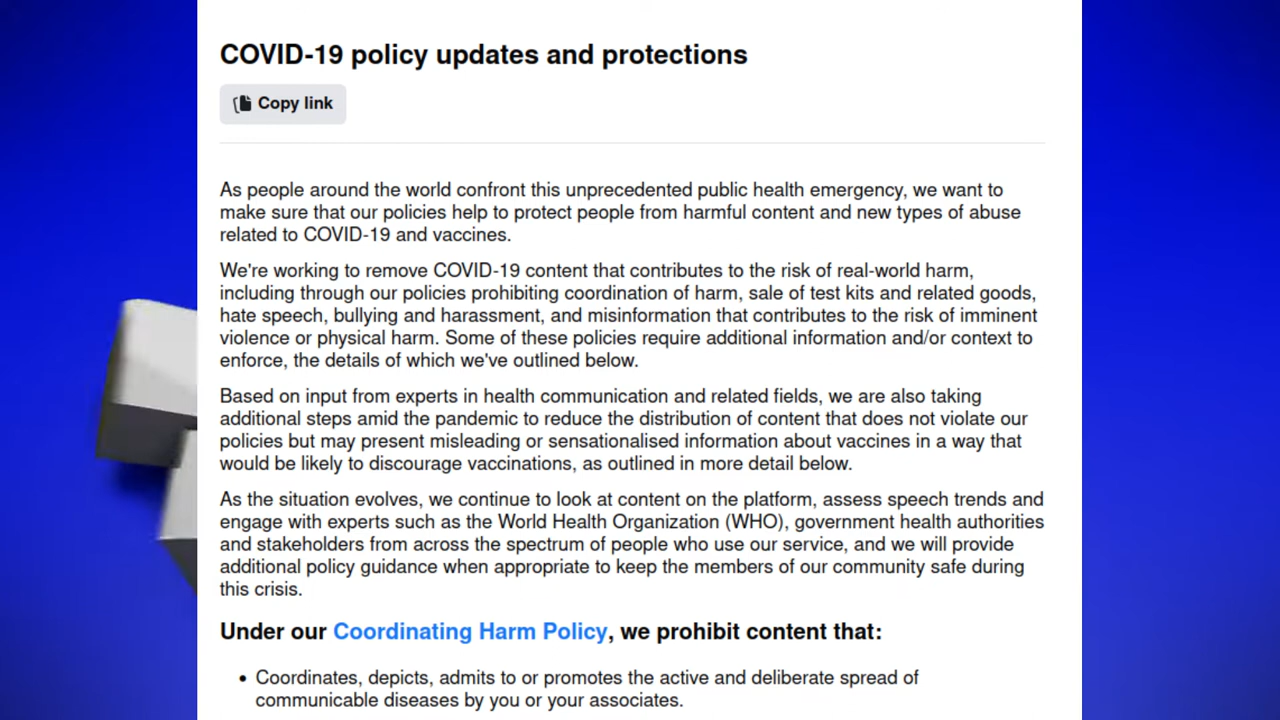 COVID-19 policy updates and protections
Copy link
As people around the world confront this unprecedented public health emergency, we want to
make sure that our policies help to protect people from harmful content and new types of abuse
related to COVID-19 and vaccines.
We're working to remove COVID-19 content that contributes to the risk of real-world harm,
including through our policies prohibiting coordination of harm, sale of test kits and related goods,
hate speech, bullying and harassment, and misinformation that contributes to the risk of imminent
violence or physical harm. Some of these policies require additional information and/or context to
enforce, the details of which we've outlined below.
Based on input from experts in health communication and related fields, we are also taking
additional steps amid the pandemic to reduce the distribution of content that does not violate our
policies but may present misleading or sensationalised information about vaccines in a way that
would be likely to discourage vaccinations, as outlined in more detail below.
As the situation evolves, we continue to look at content on the platform, assess speech trends and
engage with experts such as the World Health Organization (WHO), government health authorities
and stakeholders from across the spectrum of people who use our service, and we will provide
additional policy guidance when appropriate to keep the members of our community safe during
this crisis.
Under our Coordinating Harm Policy, we prohibit content that:
• Coordinates, depicts, admits to or promotes the active and deliberate spread of
communicable diseases by you or your associates.